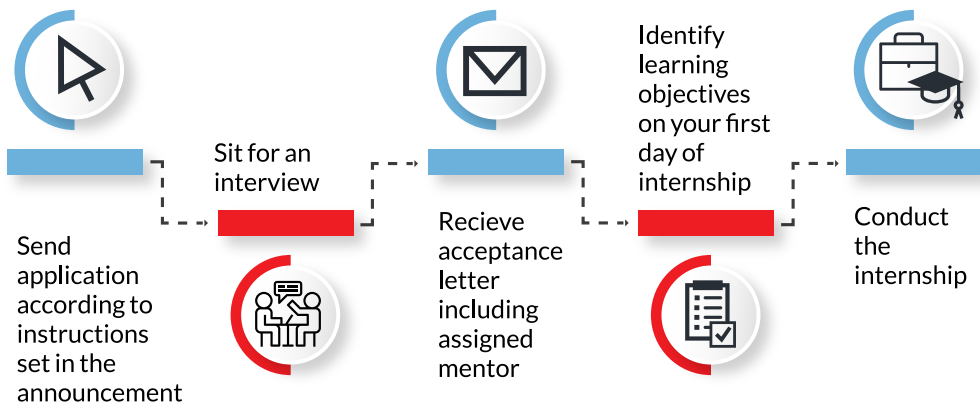 Send
application
according to
instructions
set in the
announcement
Sit for an
interview
Recieve
acceptance
letter
including
assigned
mentor
Identify
learning
objectives
on your first
day of
internship
Conduct
the
internship